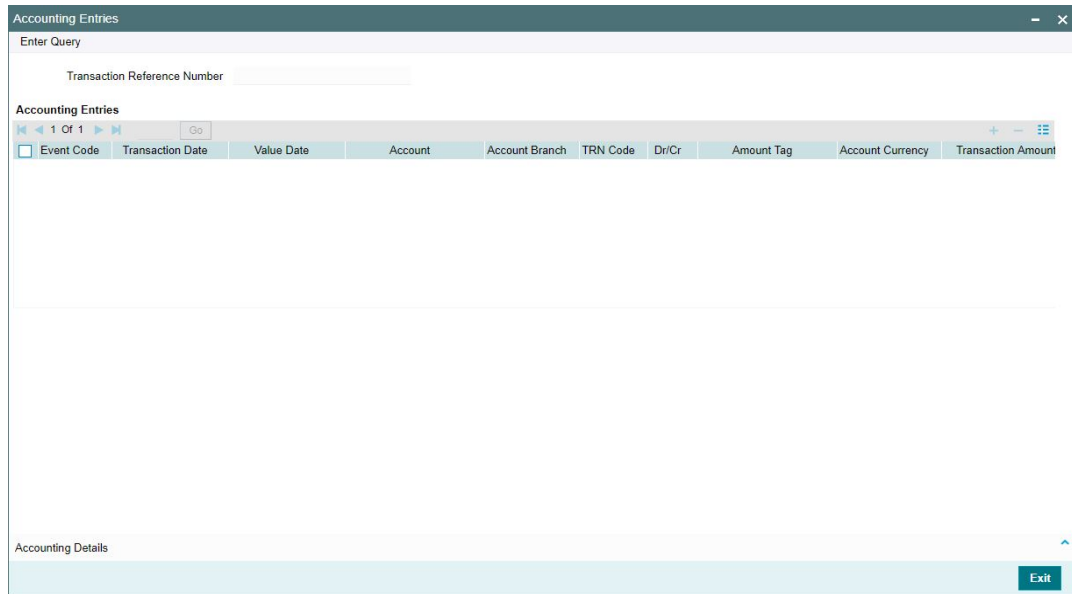 Accounting Entries
Enter Query
Transaction Reference Number
Accounting Entries
1 Of 1 Go
Event Code Transaction Date Value Date Account Account Branch TRN Code Dr/Cr Amount Tag Account Currency Transaction Amount
Accounting Details
Exit